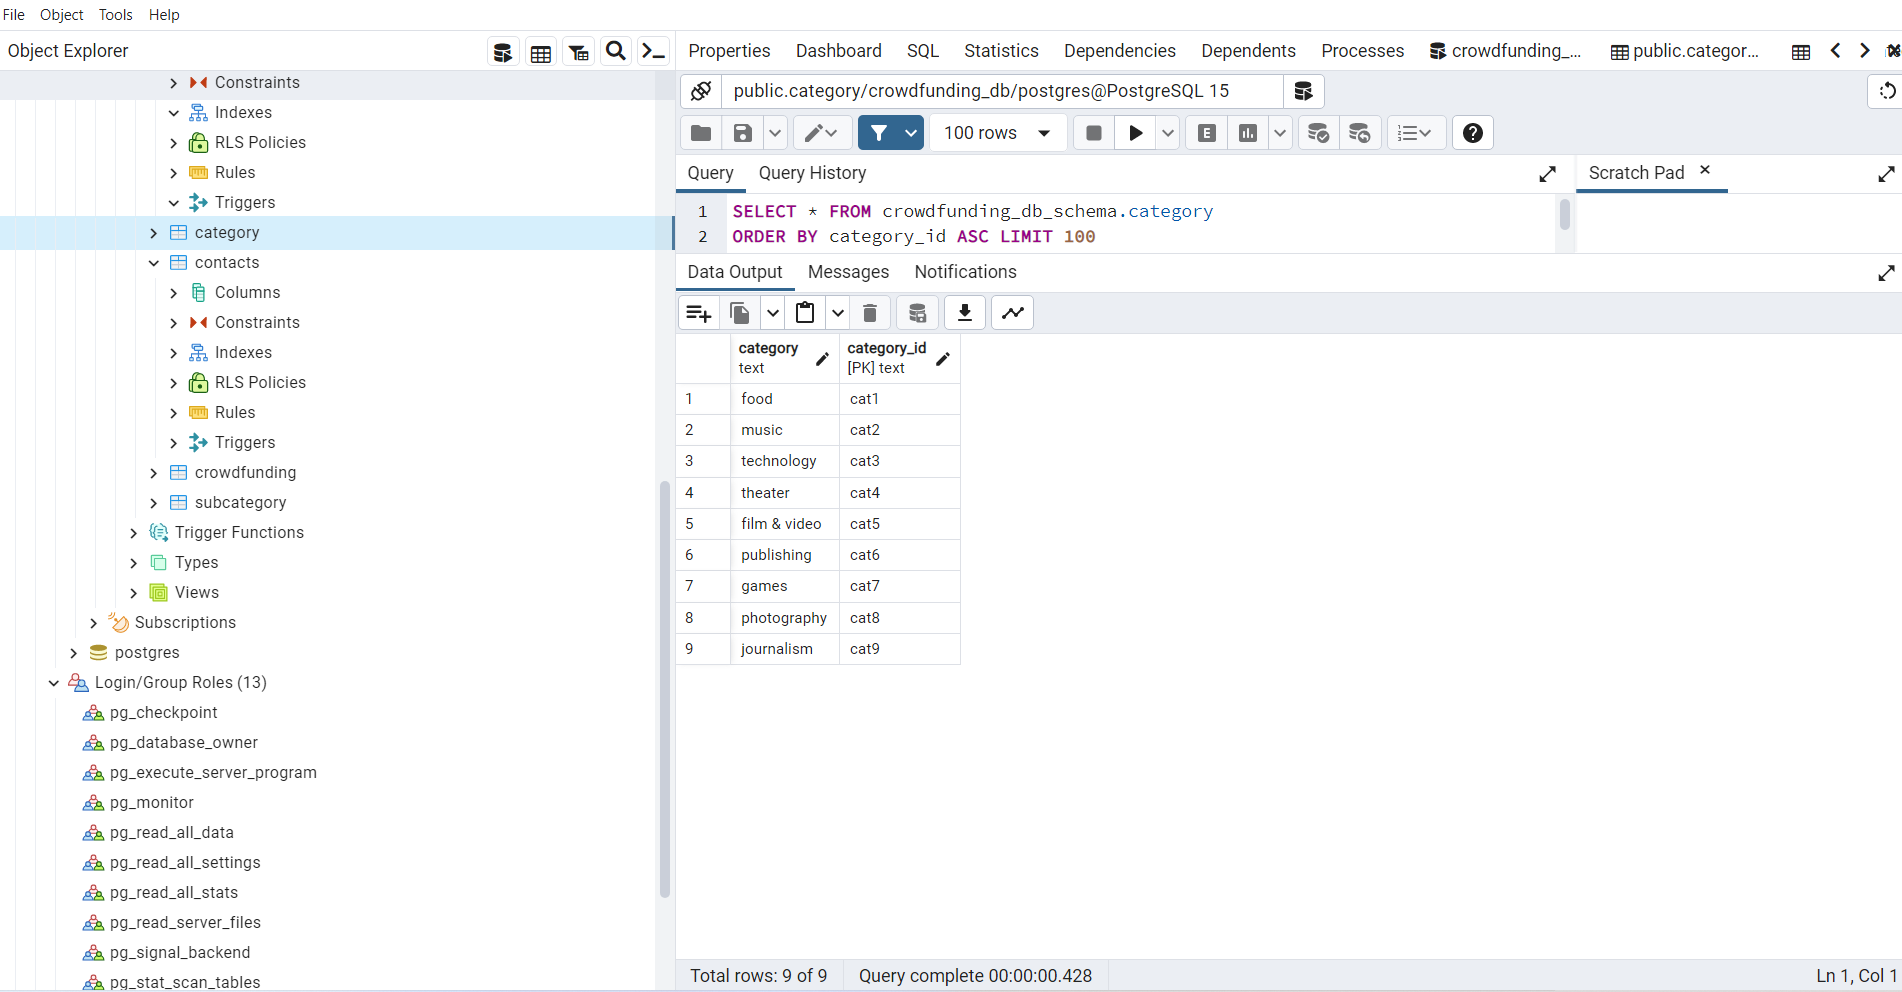 File Object Tools Help
Object Explorer
Constraints
Indexes
RLS Policies
Rules
Triggers
category
contacts
Columns
Constraints
Indexes
RLS Policies
Rules
Triggers
crowdfunding
subcategory
Trigger Functions
Types
Views
Subscriptions
postgres
Login/Group Roles (13)
pg_checkpoint
pg_database_owner
pg_execute_server_program
pg_monitor
pg_read_all_data
pg_read_all_settings
pg_read_all_stats
pg_read_server_files
pg_signal_backend
pg_stat_scan_tables
Properties Dashboard SQL Statistics Dependencies Dependents Processes crowdfunding_... public.categor...
public.category/crowdfunding_db/postgres@PostgreSQL 15
100 rows E
Query Query History Scratch Pad
1 SELECT * FROM crowdfunding_db_schema.category
2 ORDER BY category_id ASC LIMIT 100
Data Output Messages Notifications
category category_id
text [PK] text
1 food cat1
2 music cat2
3 technology cat3
4 theater cat4
5 film & video cat5
6 publishing cat6
7 games cat7
8 photography cat8
9 journalism cat9
Total rows: 9 of 9 Query complete 00:00:00.428 Ln 1, Col 1